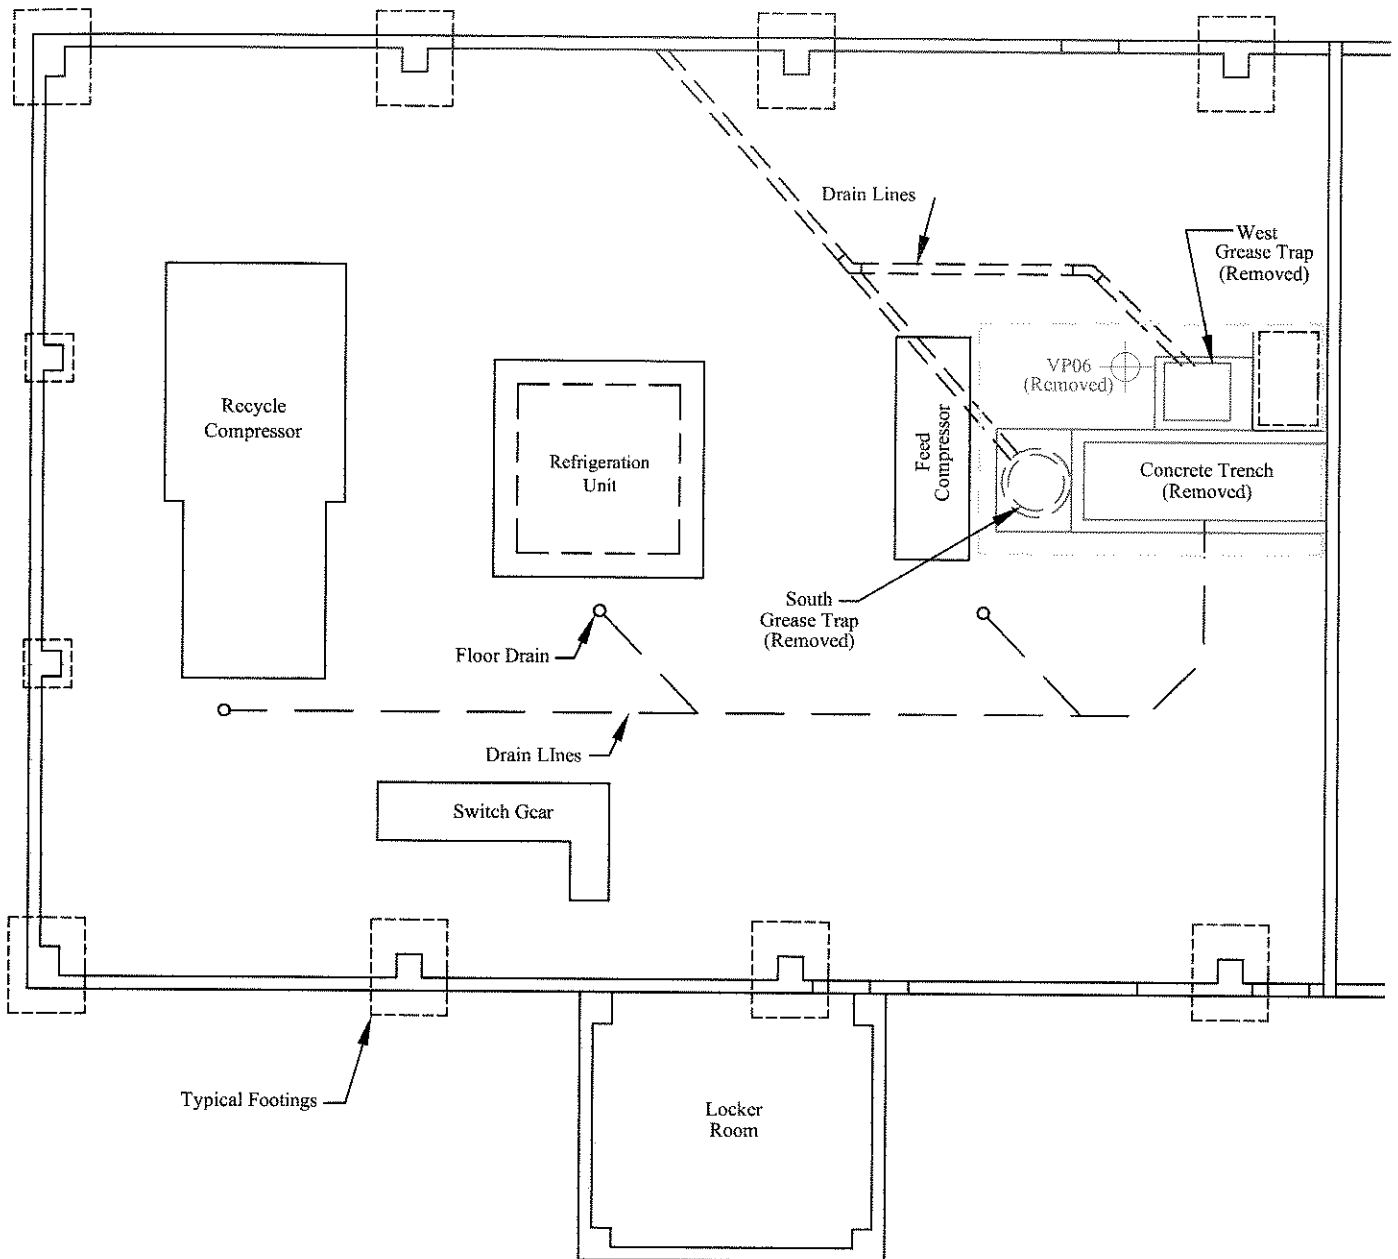 Drain Lines
West
Grease Trap
(Removed)
VP06
(Removed)
Recycle
Compressor
Refrigeration
Unit
Feed
Compressor
Concrete Trench
(Removed)
South
Grease Trap
(Removed)
Floor Drain
Drain LInes
Switch Gear
Typical Footings
Locker
Room